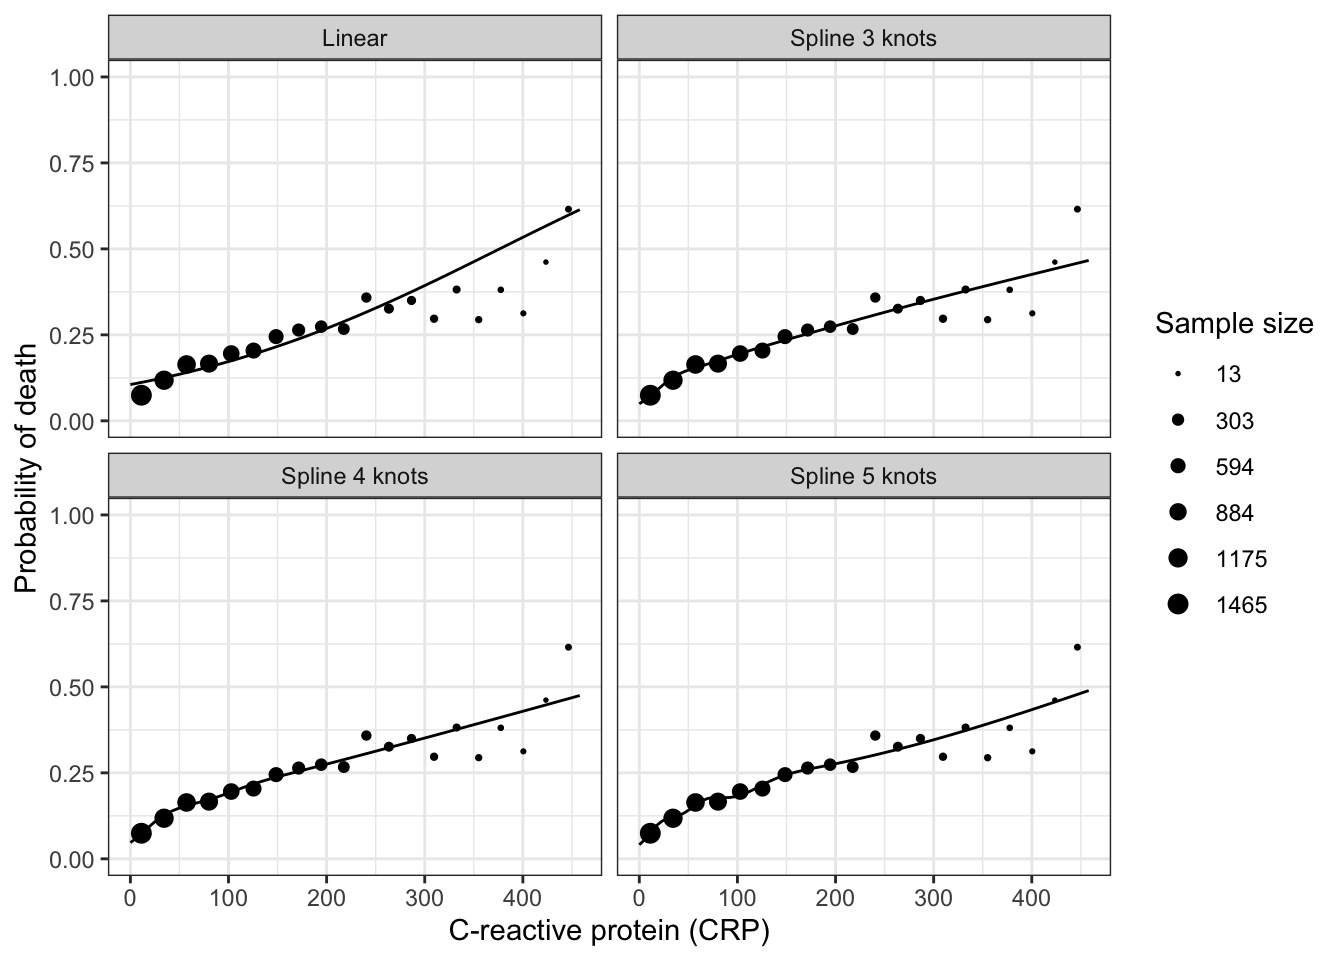 Linear
Spline 3 knots
1.00
0.75
0.50
0.25
0.00
Spline 4 knots
Spline 5 knots
1.00
0.75
0.50
0.25
0.00
0 100 200 300 400
0 100 200 300 400
C-reactive protein (CRP)
Probability of death
Sample size
13
303
594
884
1175
1465